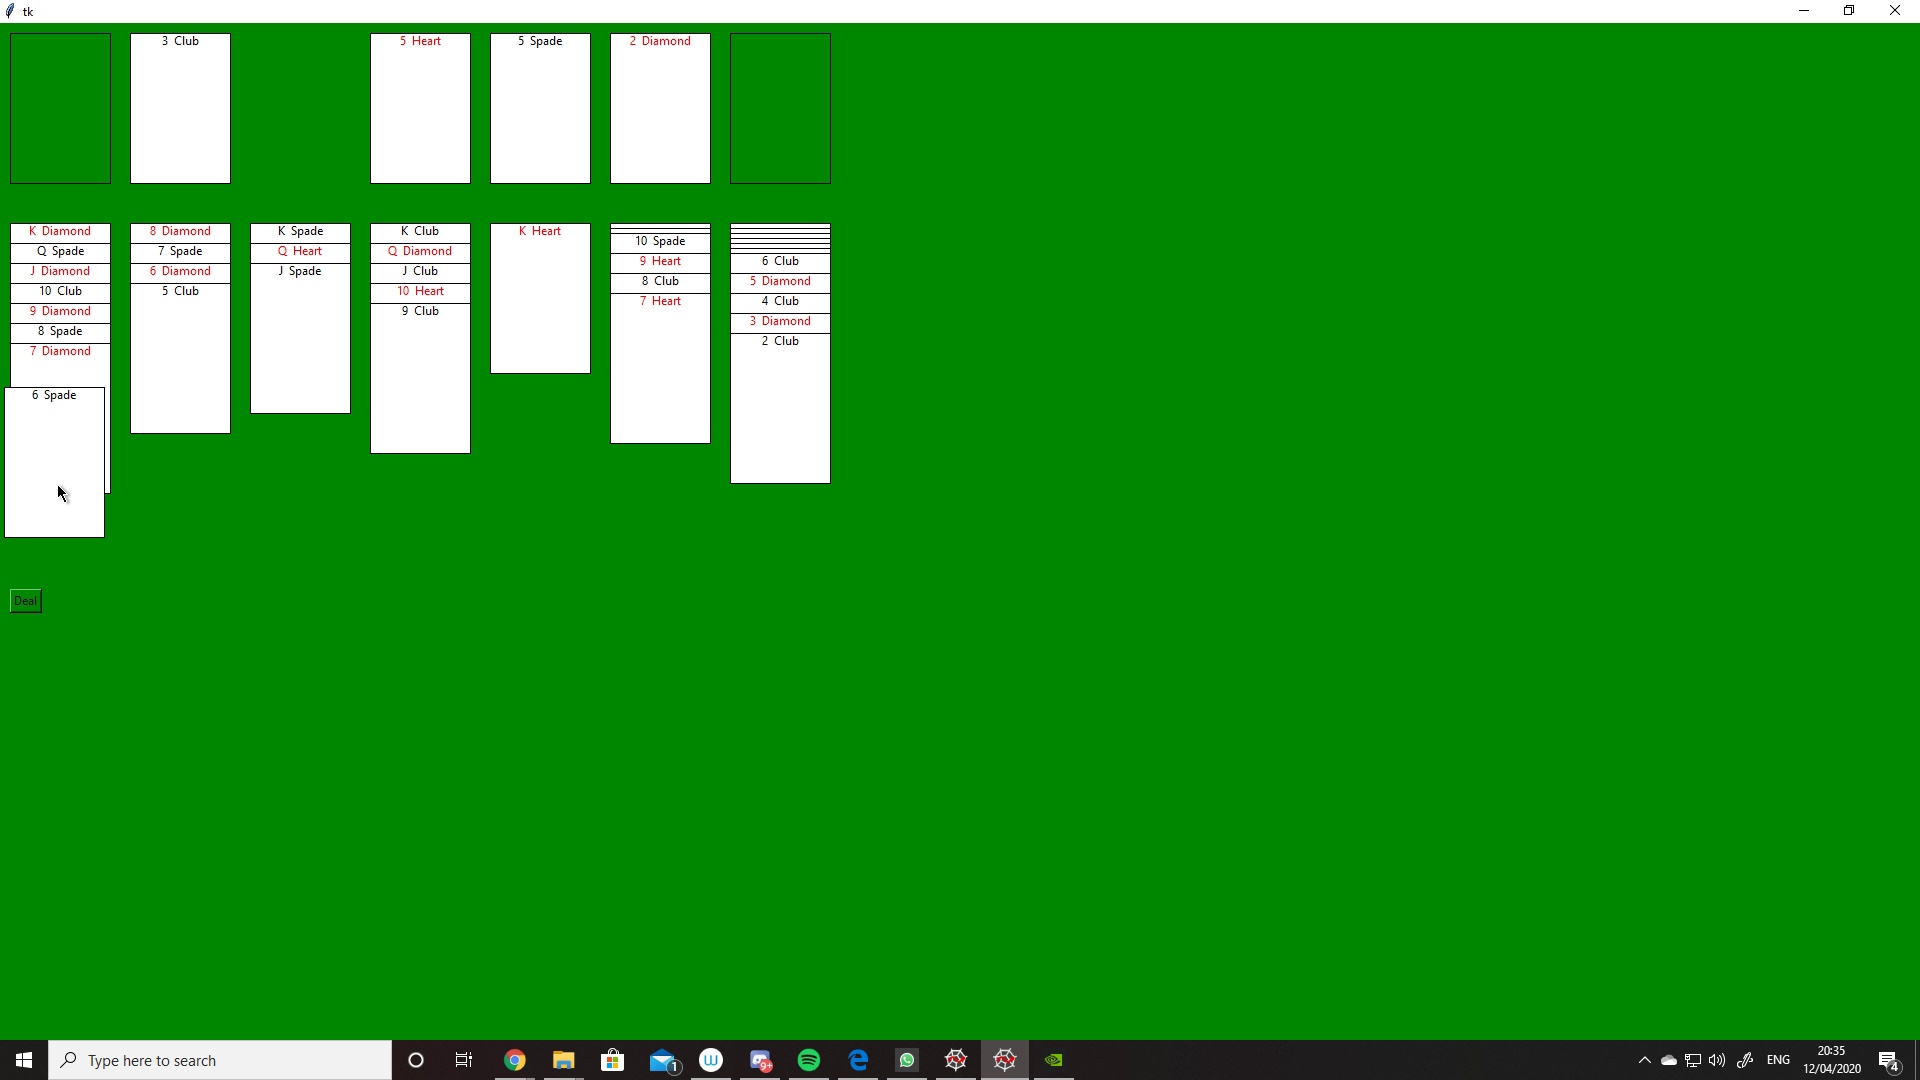 tk
3 Club
5 Heart
5 Spade
2 Diamond
K Diamond
Q Spade
J Diamond
10 Club
9 Diamond
8 Spade
7 Diamond
6 Spade
8 Diamond
7 Spade
6 Diamond
5 Club
K Spade
Q Heart
J Spade
K Club
Q Diamond
J Club
10 Heart
9 Club
K Heart
10 Spade
9 Heart
8 Club
7 Heart
6 Club
5 Diamond
4 Club
3 Diamond
2 Club
Deal
Type here to search
1
W
9+
ENG
20:35
12/04/2020
4